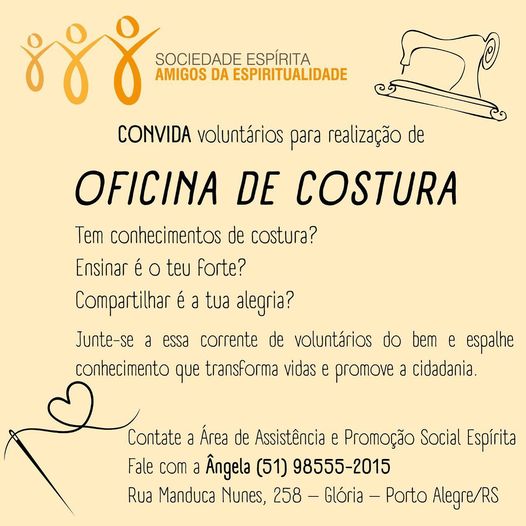 SOCIEDADE ESPÍRITA
AMIGOS DA ESPIRITUALIDADE
CONVIDA voluntários para realização de
OFICINA DE COSTURA
Tem conhecimentos de costura?
Ensinar é o teu forte?
Compartilhar é a tua alegria?
Junte-se a essa corrente de voluntários do bem e espalhe
conhecimento que transforma vidas e promove a cidadania.
Contate a Área de Assistência e Promoção Social Espírita
Fale com a Ângela (51) 98555-2015
Rua Manduca Nunes, 258 – Glória – Porto Alegre/RS